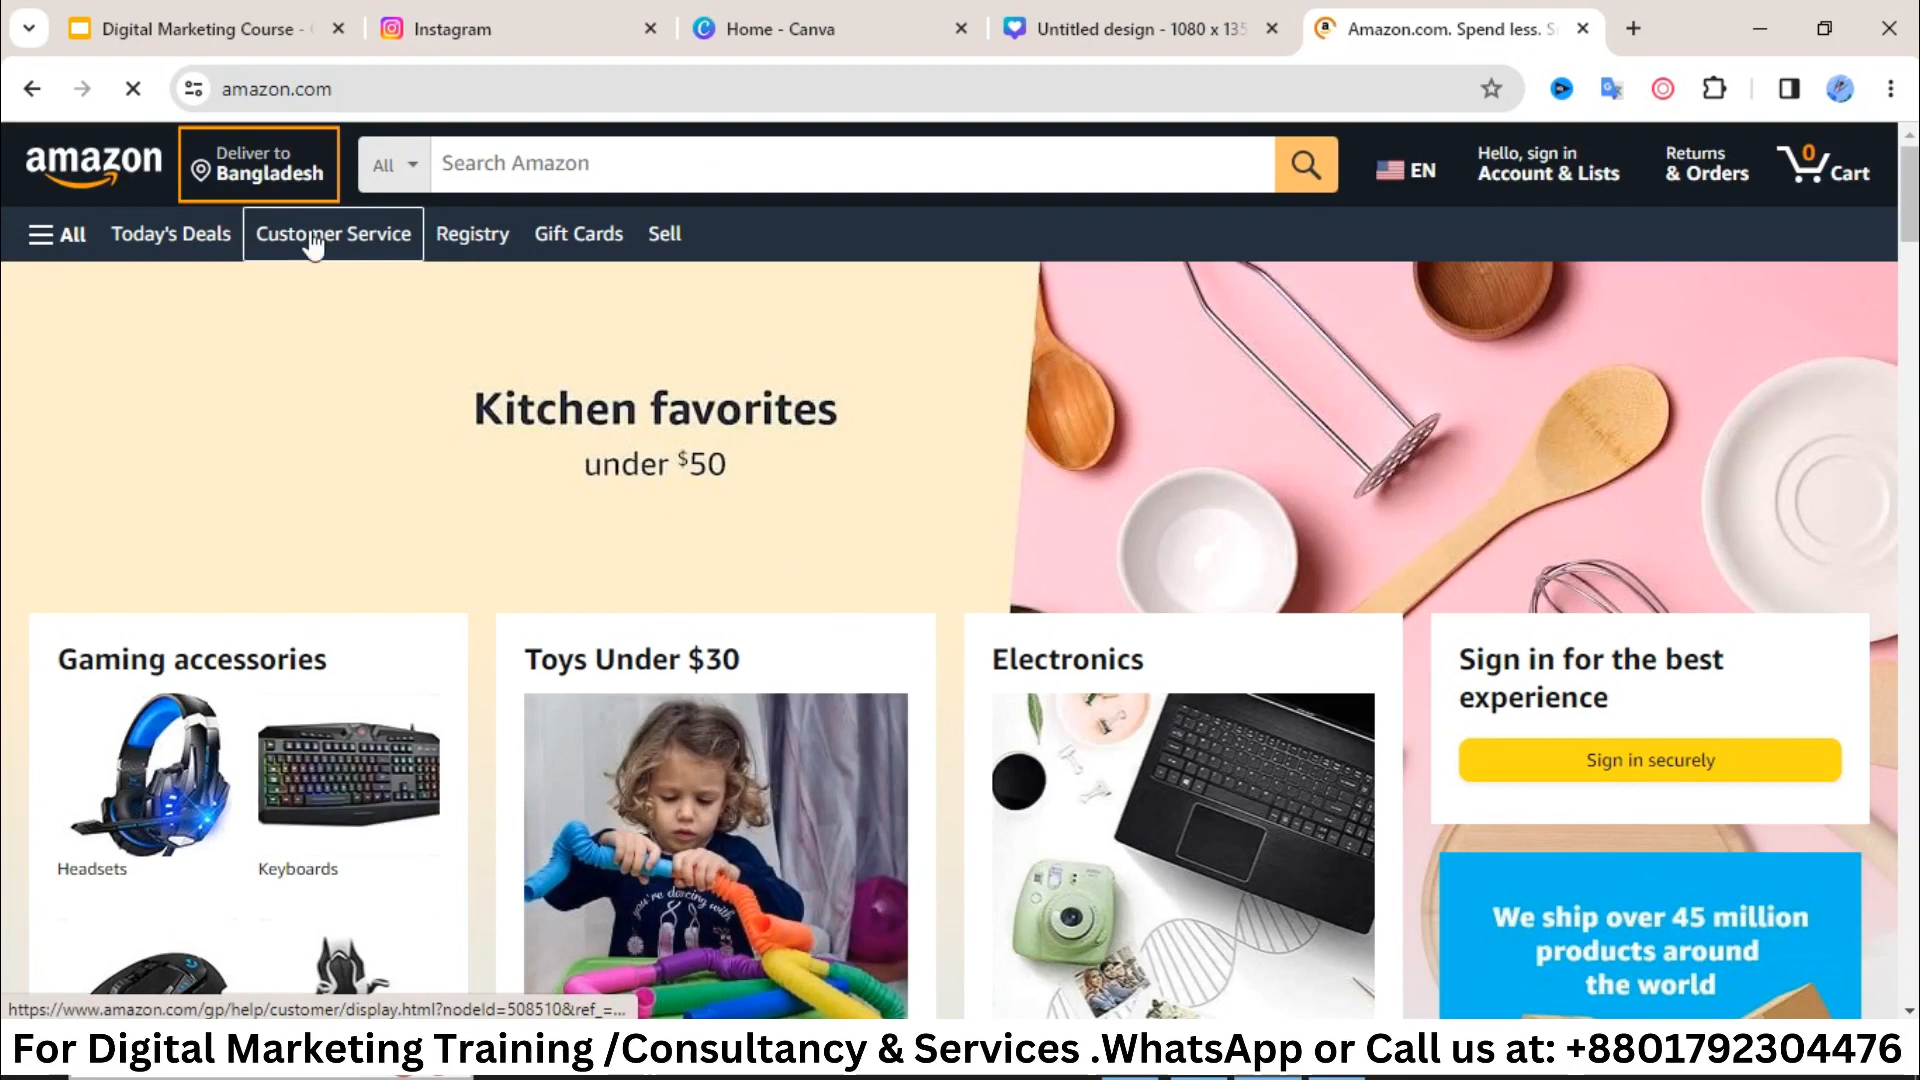 Digital Marketing Course -
Instagram
Home - Canva
Untitled design - 1080 x 135
Amazon.com. Spend less. S
amazon.com
amazon
Deliver to
Bangladesh
All
Search Amazon
EN
Hello, sign in
Account & Lists
Returns
& Orders
0
Cart
All
Today's Deals
Customer Service
Registry
Gift Cards
Sell
Kitchen favorites
under $50
Gaming accessories
Headsets
Keyboards
Toys Under $30
you're dancing with
Electronics
Sign in for the best
experience
Sign in securely
We ship over 45 million
products around
the world
https://www.amazon.com/gp/help/customer/display.html?nodeId=508510&ref_=...
For Digital Marketing Training /Consultancy & Services .WhatsApp or Call us at: +8801792304476